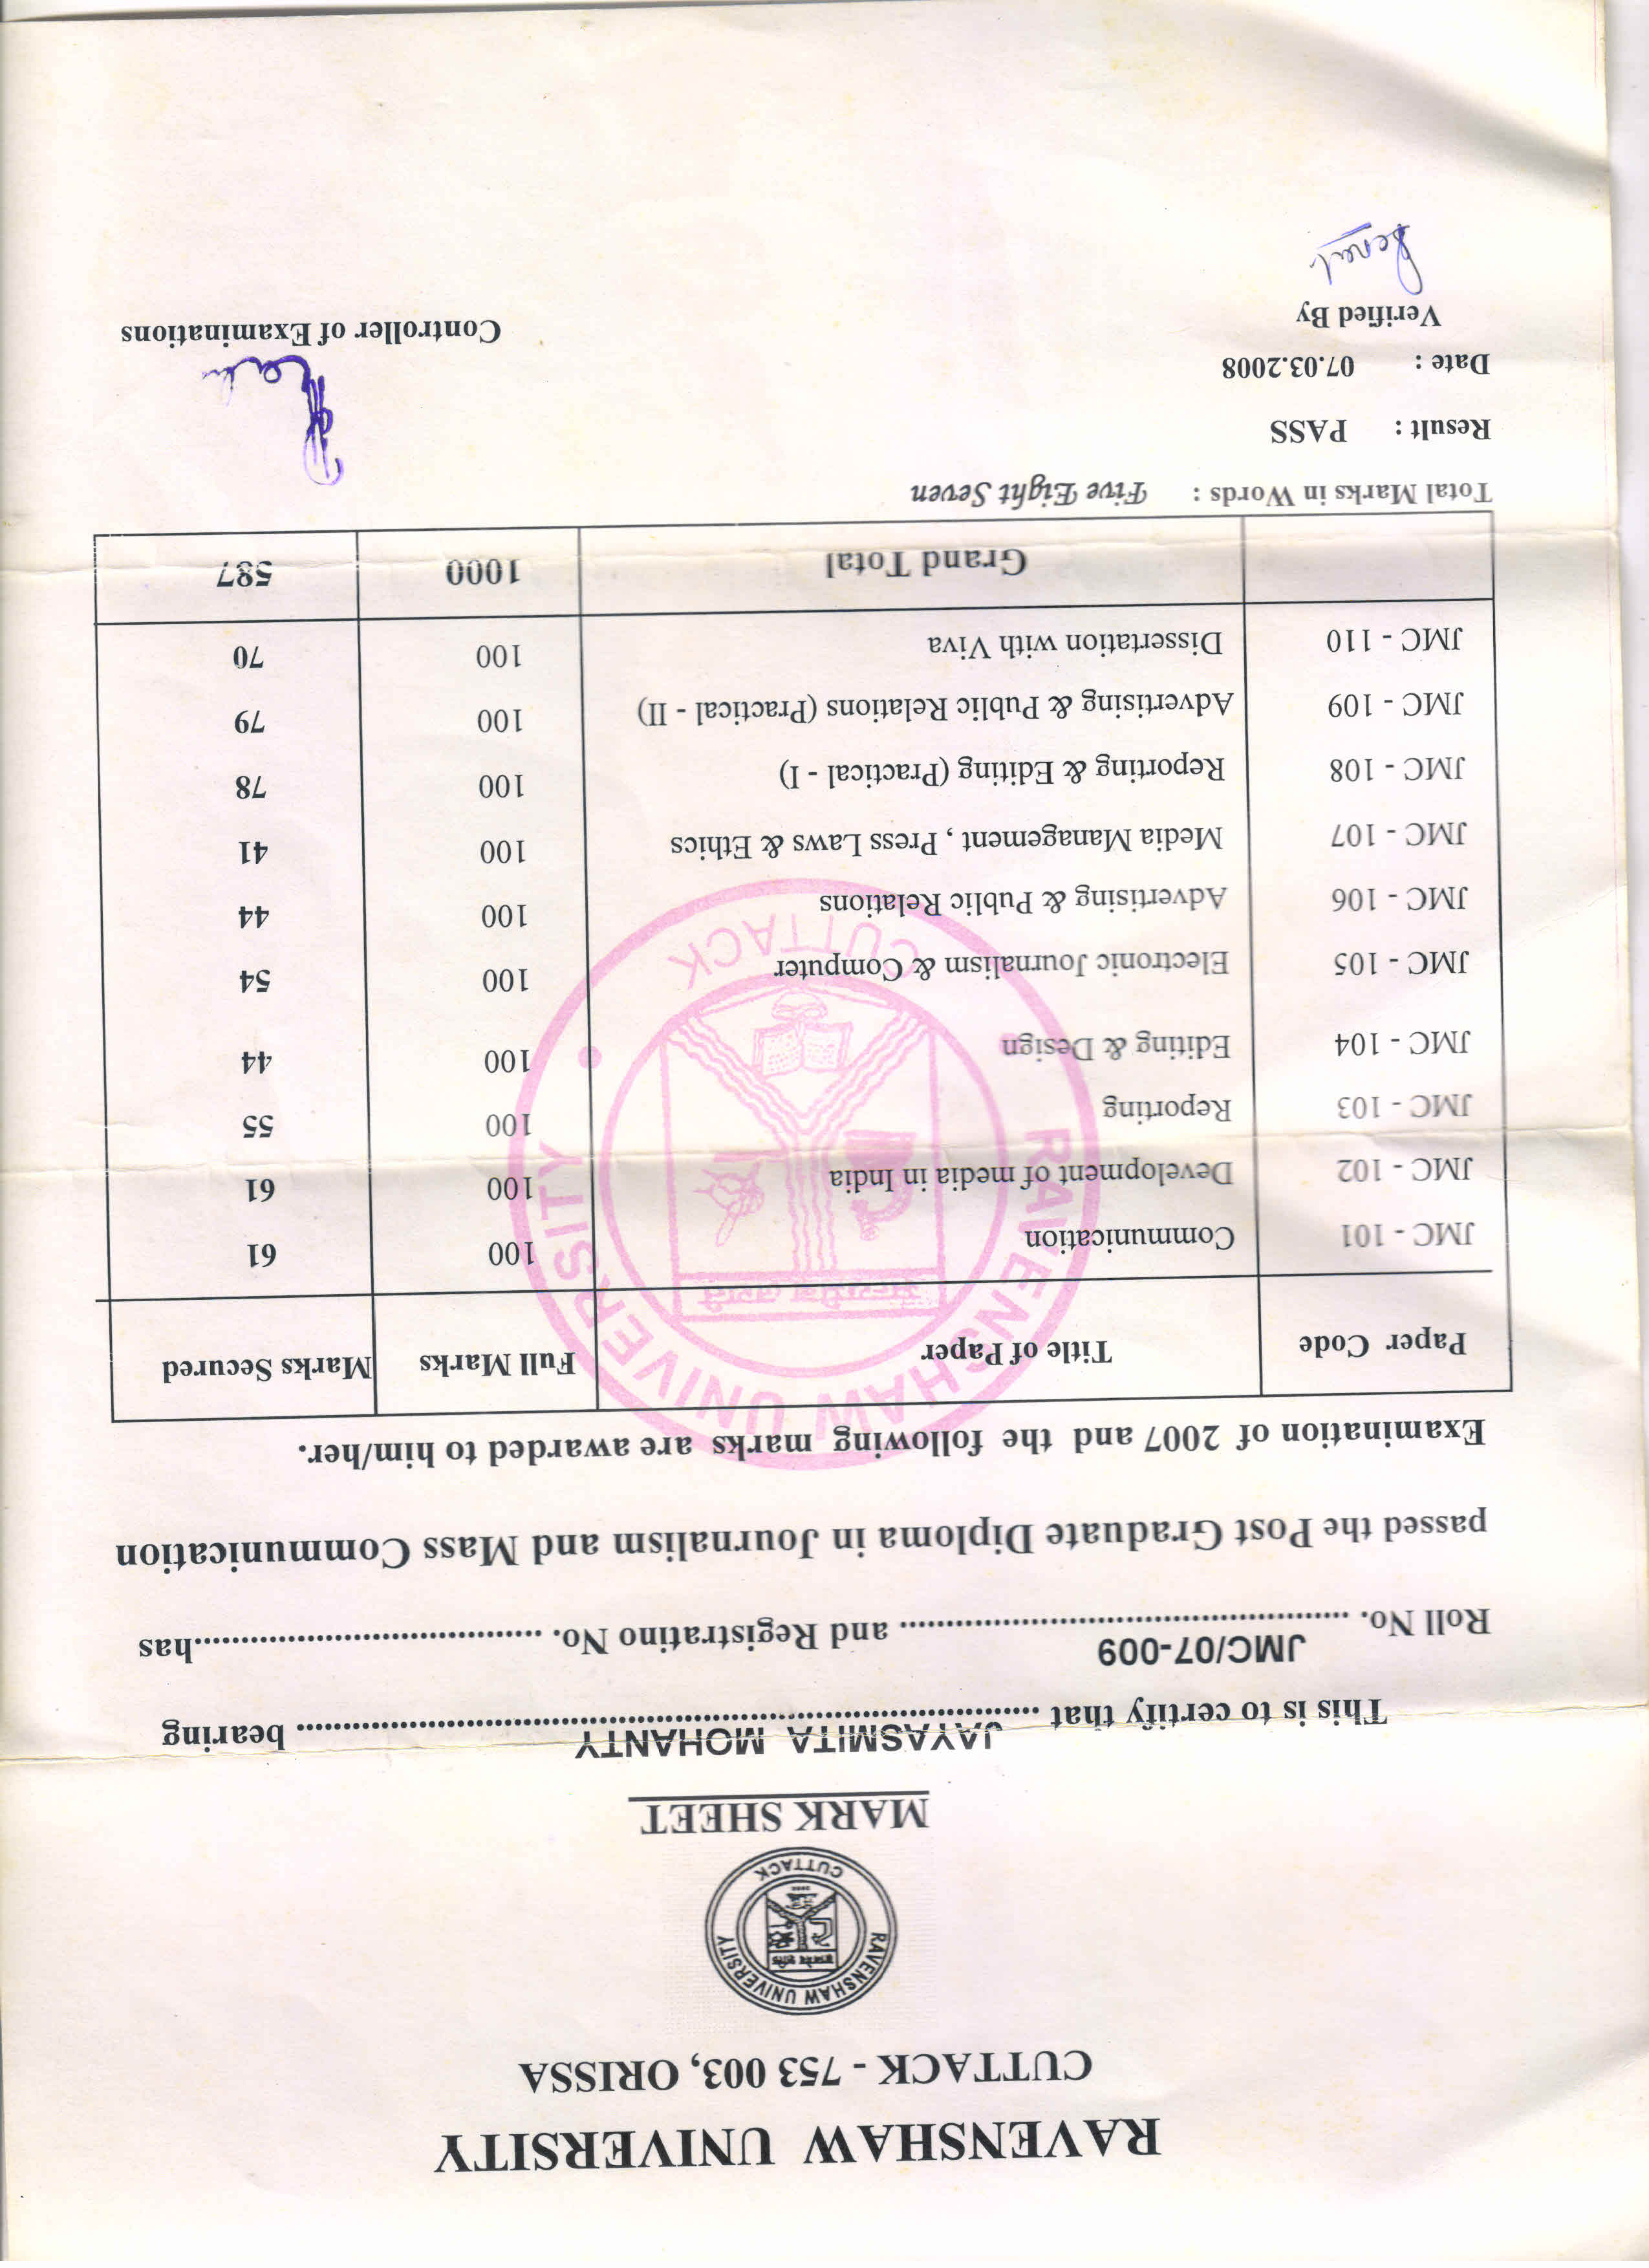 RAVENSHAW UNIVERSITY
CUTTACK - 753 003, ORISSA
RAVENSHAW UNIVERSITY
CUTTACK
MARK SHEET
This is to certify that JAYASMITA MOHANTY bearing
Roll No. JMC/07-009 and Registratino No. has
passed the Post Graduate Diploma in Journalism and Mass Communication
Examination of 2007 and the following marks are awarded to him/her.
Paper Code Title of Paper Full Marks Marks Secured
JMC - 101 Communication 100 61
JMC - 102 Development of media in India 100 61
JMC - 103 Reporting 100 55
JMC - 104 Editing & Design 100 44
JMC - 105 Electronic Journalism & Computer 100 54
JMC - 106 Advertising & Public Relations 100 44
JMC - 107 Media Management , Press Laws & Ethics 100 41
JMC - 108 Reporting & Editing (Practical - I) 100 78
JMC - 109 Advertising & Public Relations (Practical - II) 100 79
JMC - 110 Dissertation with Viva 100 70
Grand Total 1000 587
RAVENSHAW UNIVERSITY
CUTTACK
Total Marks in Words : Five Eight Seven
Result : PASS
Date : 07.03.2008
Verified By
Controller of Examinations